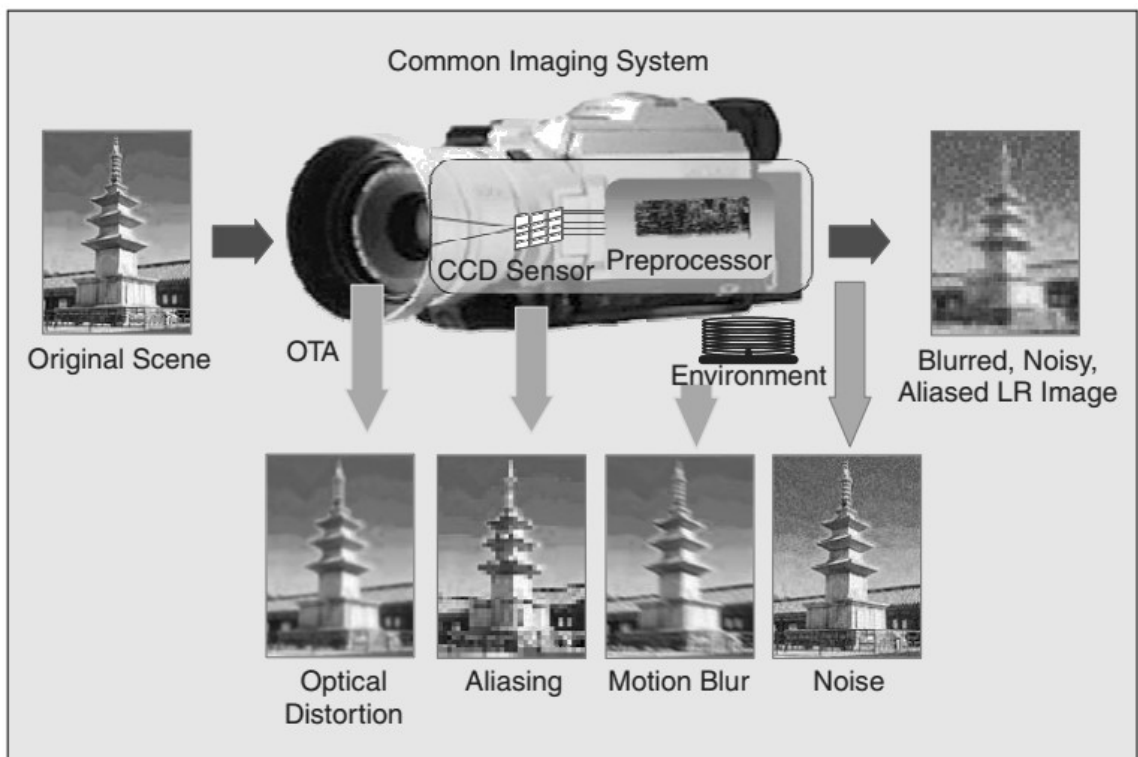 Common Imaging System
CCD Sensor
Preprocessor
Original Scene
OTA
Environment
Blurred, Noisy,
Aliased LR Image
Optical
Distortion
Aliasing
Motion Blur
Noise